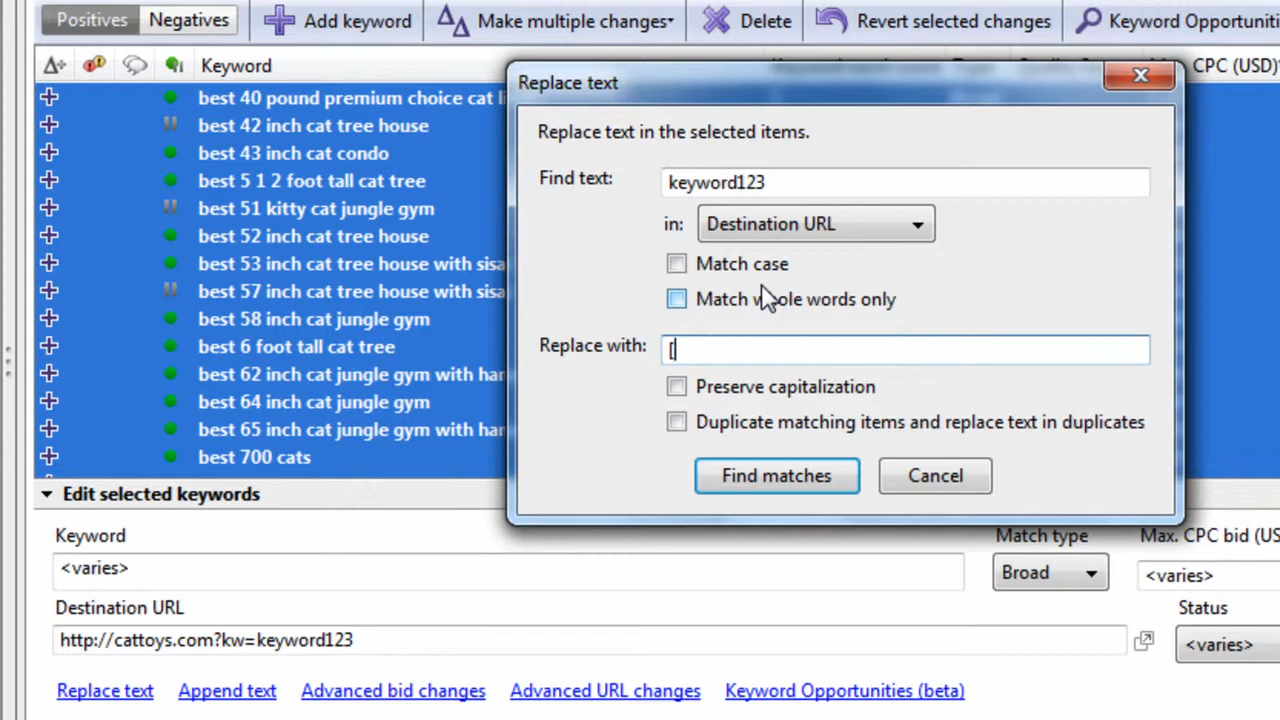 Positives Negatives Add keyword Make multiple changes Delete Revert selected changes Keyword
Keyword CPC (USD)
Replace text
best 40 pound premium choice cat
Replace text in the selected items.
best 42 inch cat tree house
best 43 inch cat condo
Find text: keyword123
best 5 1 2 foot tall cat tree
best 51 kitty cat jungle gym
in: Destination URL
best 52 inch cat tree house
best 53 inch cat tree house with
Match case
best 57 inch cat tree house with
Match whole words only
best 58 inch cat jungle gym
best 6 foot tall cat tree
Replace with: [
best 62 inch cat jungle gym with
Preserve capitalization
best 64 inch cat jungle gym
best 65 inch cat jungle gym with
Duplicate matching items and replace text in duplicates
best 700 cats
Find matches Cancel
Edit selected keywords
Keyword Match type Max. CPC bid
<varies> Broad <varies>
Destination URL Status
http://cattoys.com?kw=keyword123 <varies>
Replace text Append text Advanced bid changes Advanced URL changes Keyword Opportunities (beta)